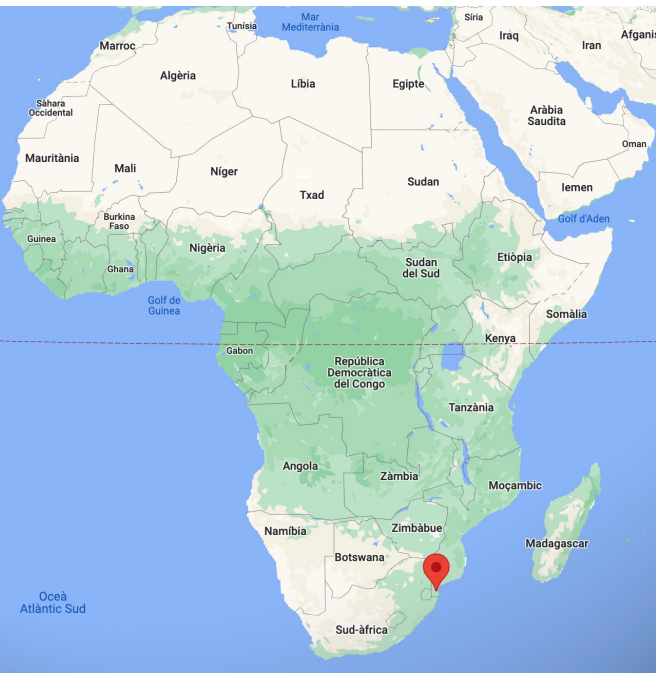 Mar
Mediterrània
Síria
Tunísia
Iraq
Iran
Marroc
Algèria
Líbia
Egipte
Sàhara
Occidental
Aràbia
Saudita
Oman
Mauritània
Mali
Níger
Txad
Sudan
Iemen
Golf d'Aden
Burkina
Faso
Guinea
Nigèria
Ghana
Sudan
del Sud
Etiòpia
Golf de
Guinea
Somàlia
Kenya
Gabon
República
Democràtica
del Congo
Tanzània
Angola
Zàmbia
Moçambic
Namíbia
Zimbàbue
Madagascar
Botswana
Oceà
Atlàntic Sud
Sud-àfrica